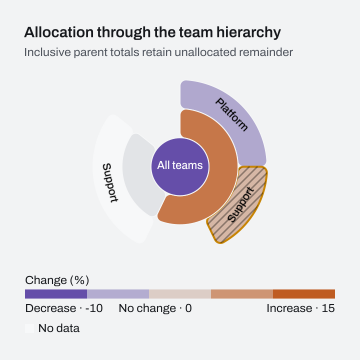 Allocation through the team hierarchy
Inclusive parent totals retain unallocated remainder
Platform
All teams
Support
Support
Change (%)
Decrease · -10 No change · 0 Increase · 15
No data